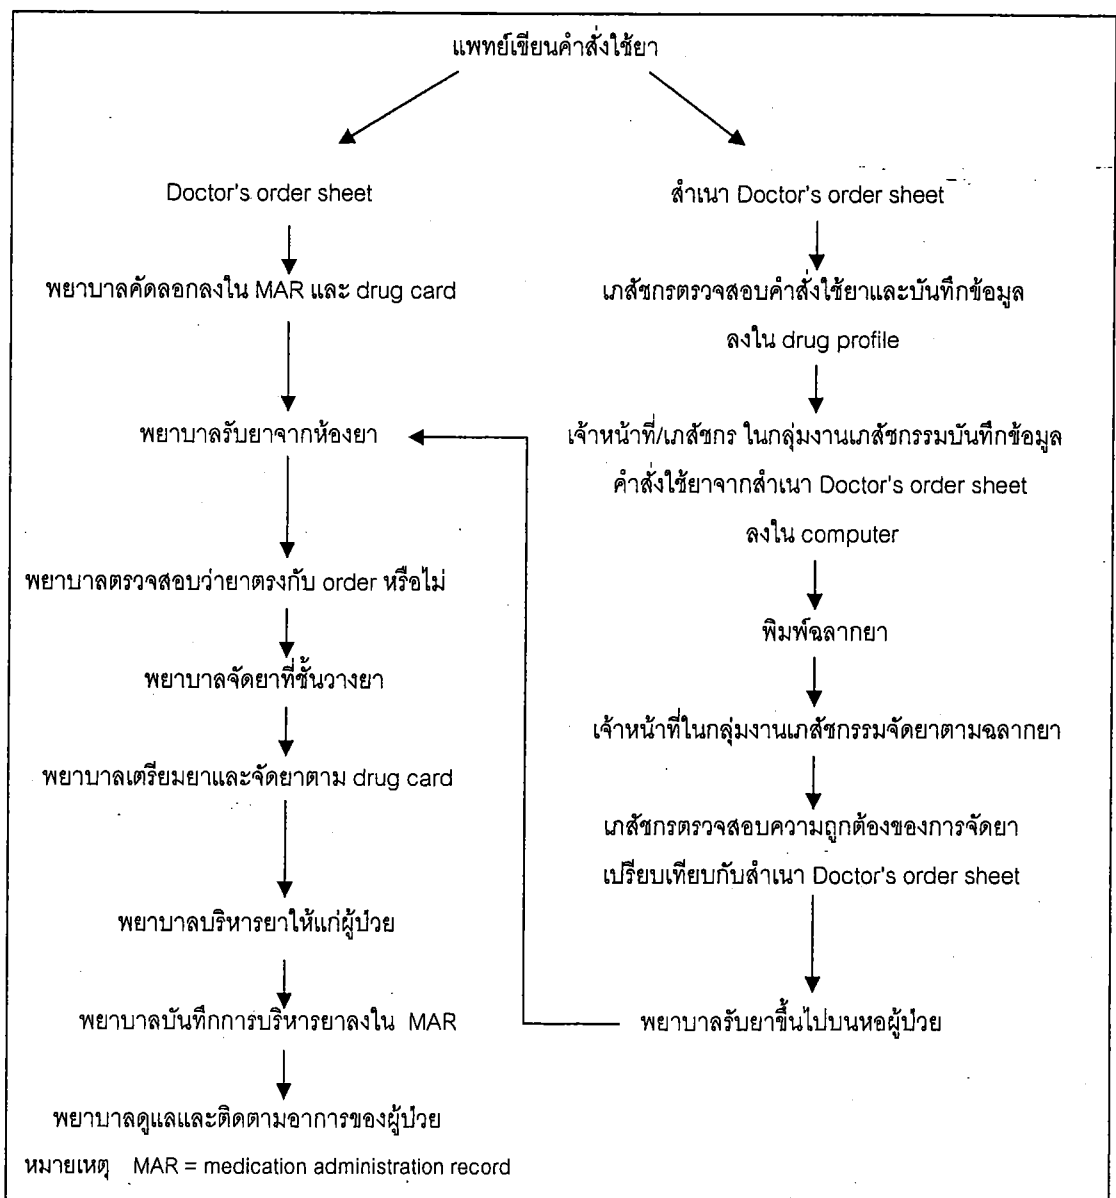 แพทย์เขียนคำสั่งใช้ยา
Doctor's order sheet
พยาบาลคัดลอกลงใน MAR และ drug card
พยาบาลรับยาจากห้องยา
พยาบาลตรวจสอบว่ายาตรงกับ order หรือไม่
พยาบาลจัดยาที่ชั้นวางยา
พยาบาลเตรียมยาและจัดยาตาม drug card
พยาบาลบริหารยาให้แก่ผู้ป่วย
พยาบาลบันทึกการบริหารยาลงใน MAR
พยาบาลดูแลและติดตามอาการของผู้ป่วย
สำเนา Doctor's order sheet
เภสัชกรตรวจสอบคำสั่งใช้ยาและบันทึกข้อมูล
ลงใน drug profile
เจ้าหน้าที่/เภสัชกร ในกลุ่มงานเภสัชกรรมบันทึกข้อมูล
คำสั่งใช้ยาจากสำเนา Doctor's order sheet
ลงใน computer
พิมพ์ฉลากยา
เจ้าหน้าที่ในกลุ่มงานเภสัชกรรมจัดยาตามฉลากยา
เภสัชกรตรวจสอบความถูกต้องของการจัดยา
เปรียบเทียบกับสำเนา Doctor's order sheet
พยาบาลรับยาขึ้นไปบนหอผู้ป่วย
หมายเหตุ MAR = medication administration record